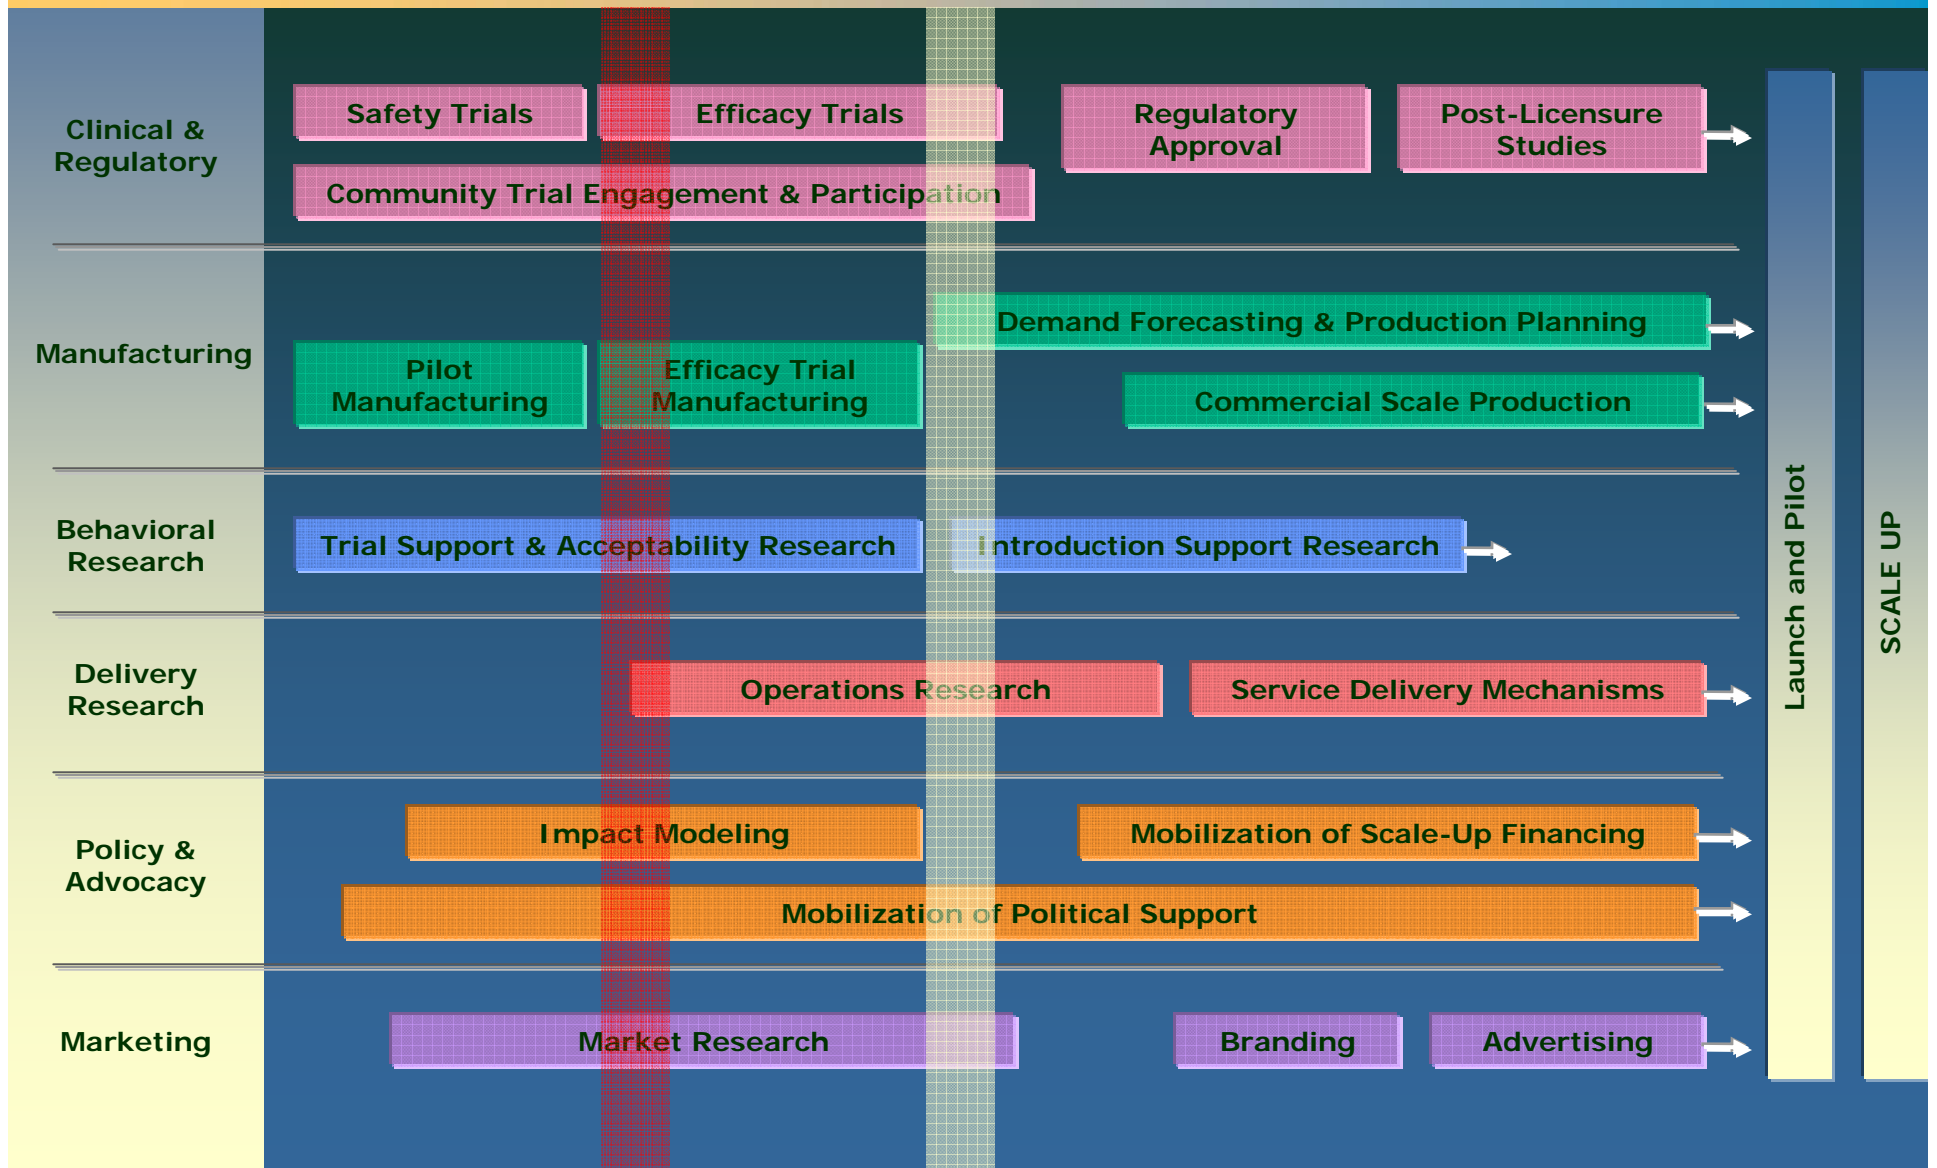 Clinical &
Regulatory
Safety Trials
Efficacy Trials
Regulatory
Approval
Post-Licensure
Studies
Community Trial Engagement & Participation
Manufacturing
Demand Forecasting & Production Planning
Pilot
Manufacturing
Efficacy Trial
Manufacturing
Commercial Scale Production
Behavioral
Research
Trial Support & Acceptability Research
Introduction Support Research
Delivery
Research
Operations Research
Service Delivery Mechanisms
Policy &
Advocacy
Impact Modeling
Mobilization of Scale-Up Financing
Mobilization of Political Support
Marketing
Market Research
Branding
Advertising
Launch and Pilot
SCALE UP